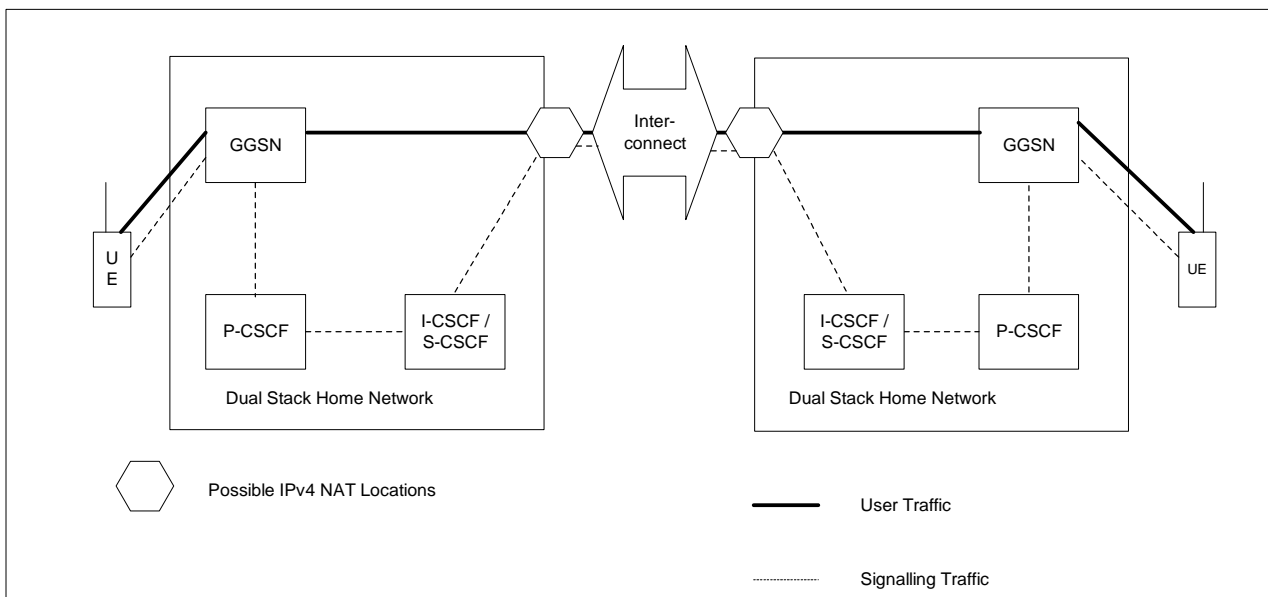 Inter-
connect
GGSN
GGSN
U
E
UE
P-CSCF
I-CSCF /
S-CSCF
I-CSCF /
S-CSCF
P-CSCF
Dual Stack Home Network
Dual Stack Home Network
Possible IPv4 NAT Locations
User Traffic
Signalling Traffic